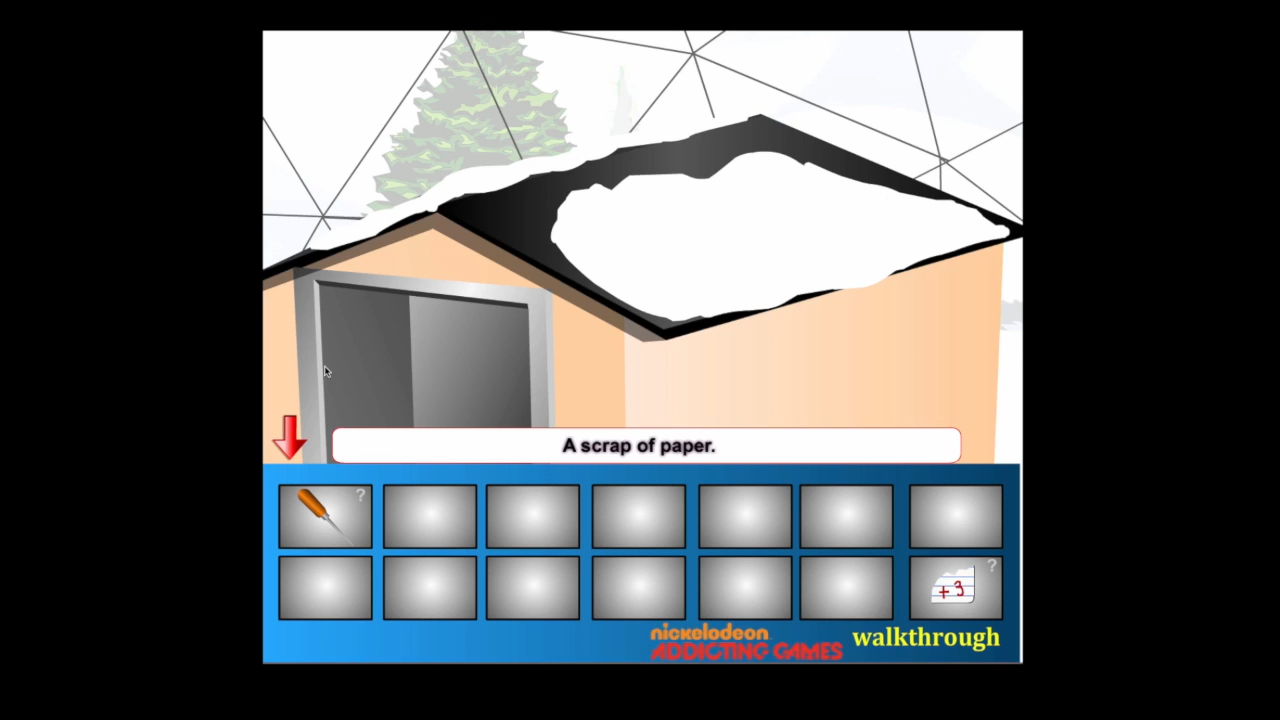 A scrap of paper.
?
?
+3
nickelodeon
ADDICTING GAMES
walkthrough